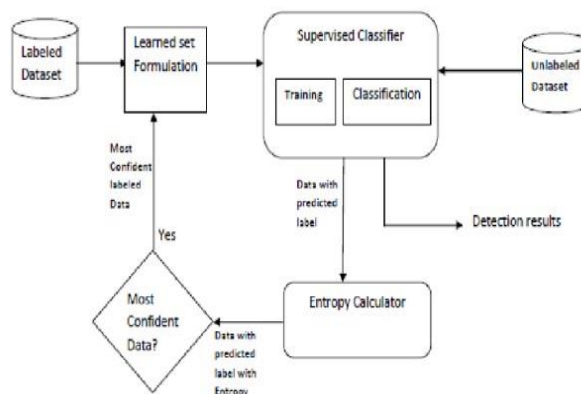 Labeled
Dataset
Learned set
Formulation
Supervised Classifier
Training
Classification
Unlabeled
Dataset
Most
Confident
labeled
Data
Data with
predicted
label
Detection results
Yes
Most
Confident
Data?
Entropy Calculator
Data with
predicted
label with
Entropy